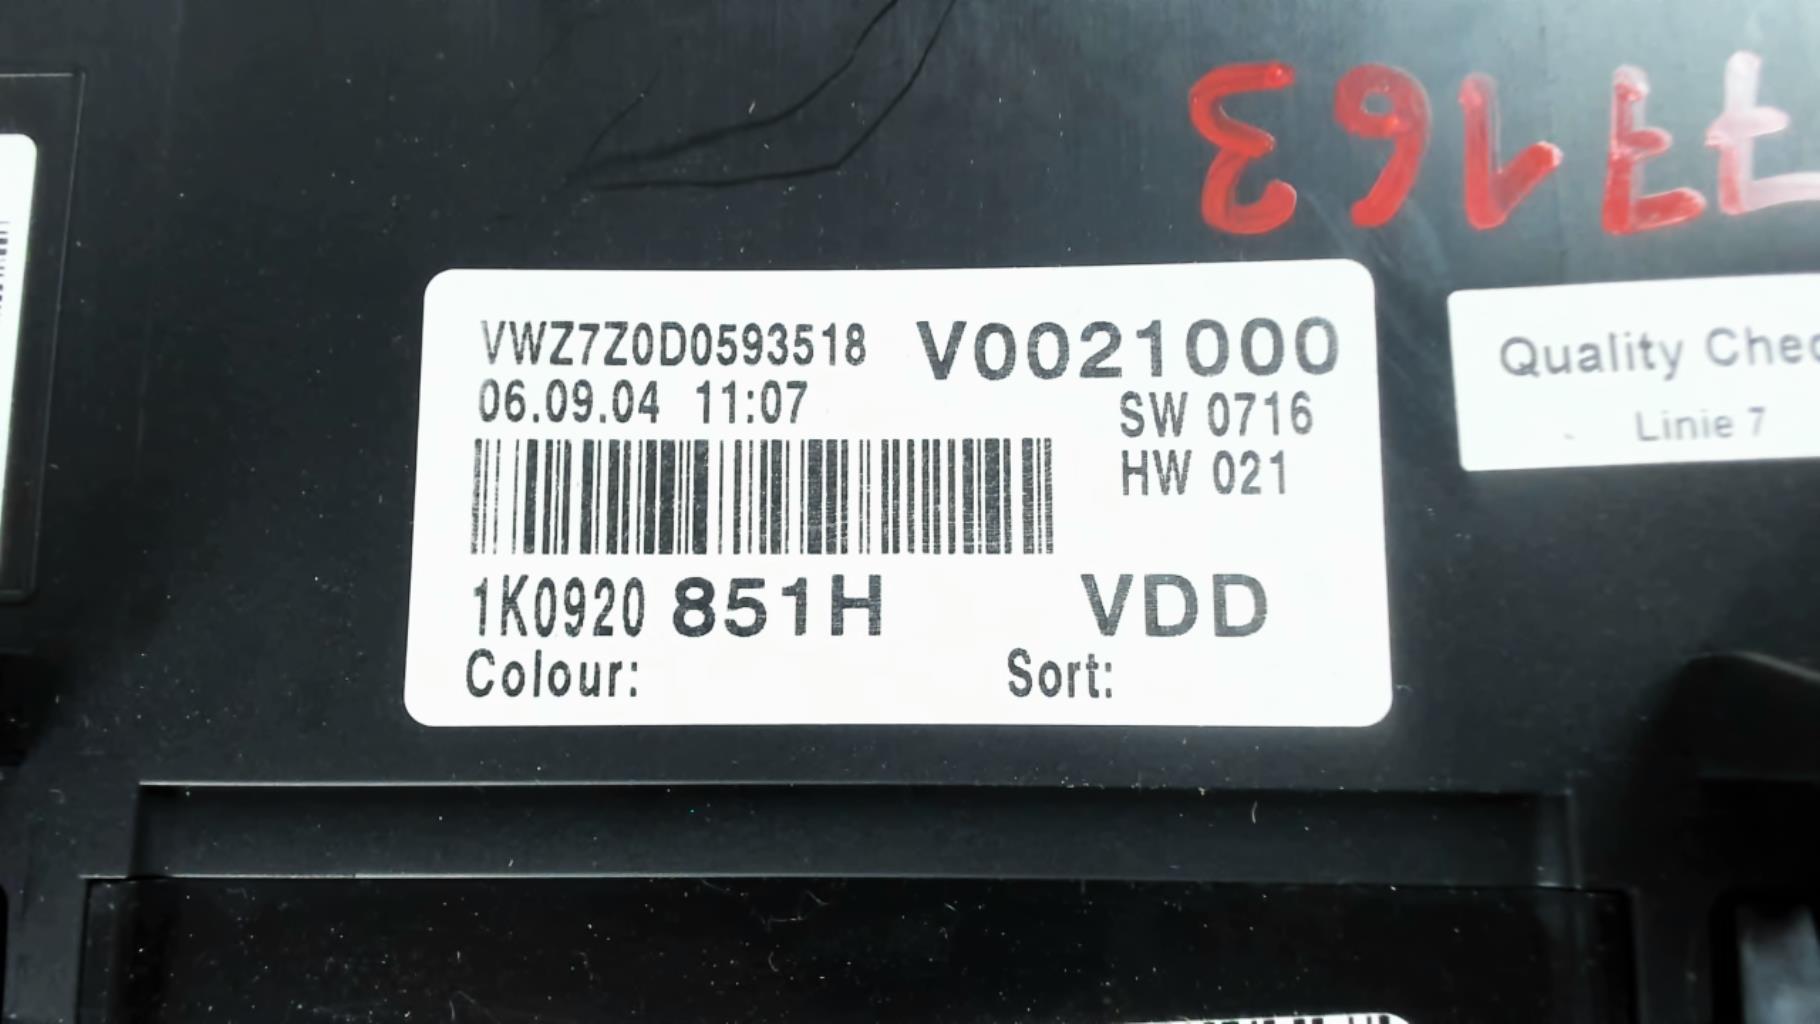 VWZ7Z0D0593518 V0021000
06.09.04 11:07
SW 0716
HW 021
1K0920 851H VDD
Colour: Sort:
Quality
Linie 7